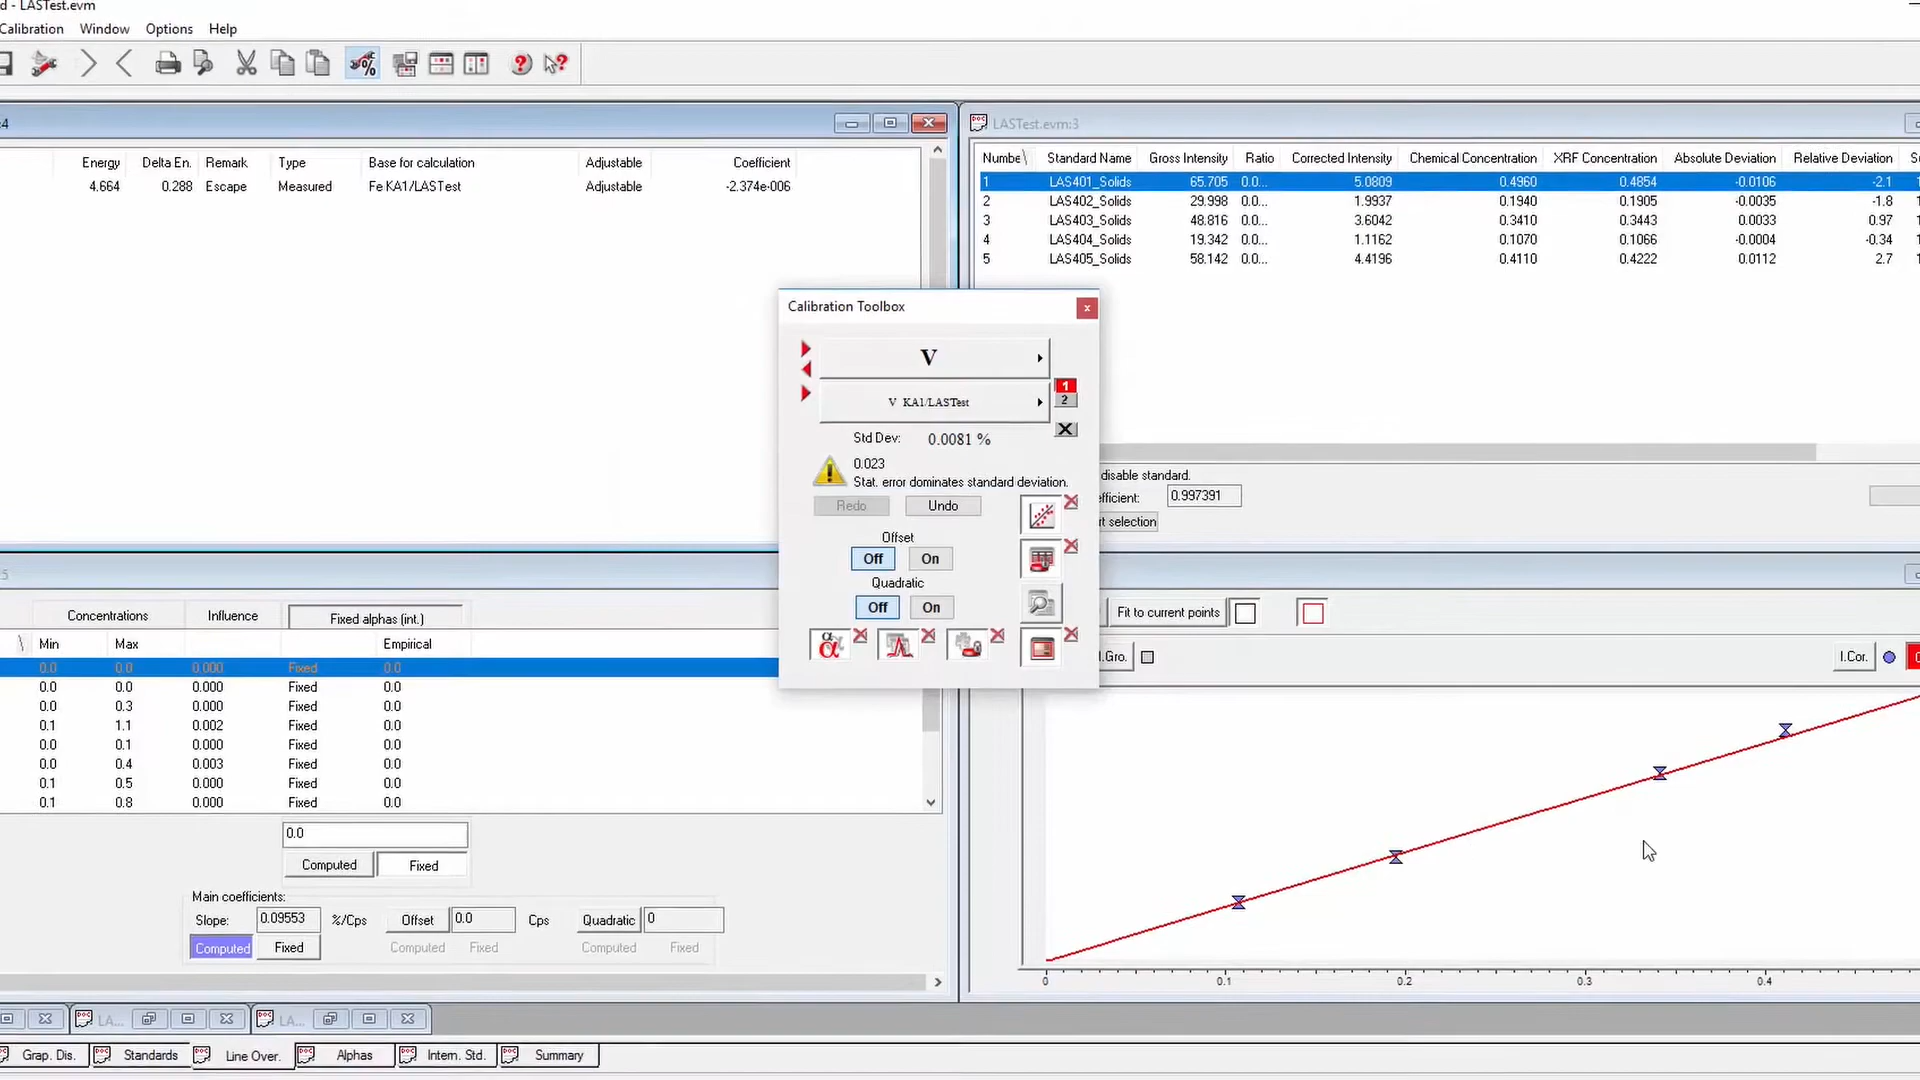 d - LASTest.evm
Calibration Window Options Help
:4
Energy Delta En. Remark Type Base for calculation Adjustable Coefficient
4.664 0.288 Escape Measured Fe KA1/LASTest Adjustable -2.374e-006
LASTest.evm:3
Numbe Standard Name Gross Intensity Ratio Corrected Intensity Chemical Concentration XRF Concentration Absolute Deviation Relative Deviation
1 LAS401_Solids 65.705 0.0... 5.0809 0.4960 0.4854 -0.0106 -2.1
2 LAS402_Solids 29.998 0.0... 1.9937 0.1940 0.1905 -0.0035 -1.8
3 LAS403_Solids 48.816 0.0... 3.6042 0.3410 0.3443 0.0033 0.97
4 LAS404_Solids 19.342 0.0... 1.1162 0.1070 0.1066 -0.0004 -0.34
5 LAS405_Solids 58.142 0.0... 4.4196 0.4110 0.4222 0.0112 2.7
Calibration Toolbox
V
V KA1/LASTest
1
2
Std Dev: 0.0081 %
0.023
Stat. error dominates standard deviation.
Redo Undo
Offset
Off On
Quadratic
Off On
disable standard.
efficient: 0.997391
rt selection
5
Concentrations Influence Fixed alphas (int.)
Min Max Empirical
0.0 0.0 0.000 Fixed 0.0
0.0 0.0 0.000 Fixed 0.0
0.0 0.3 0.000 Fixed 0.0
0.1 1.1 0.002 Fixed 0.0
0.0 0.1 0.000 Fixed 0.0
0.0 0.4 0.003 Fixed 0.0
0.1 0.5 0.000 Fixed 0.0
0.1 0.8 0.000 Fixed 0.0
0.0
Computed Fixed
Main coefficients:
Slope: 0.09553 %/Cps Offset 0.0 Cps Quadratic 0
Computed Fixed Computed Fixed Computed Fixed
Fit to current points
I.Gro. I.Cor.
0 0.1 0.2 0.3 0.4
LA... LA...
Grap. Dis. Standards Line Over. Alphas Intern. Std. Summary